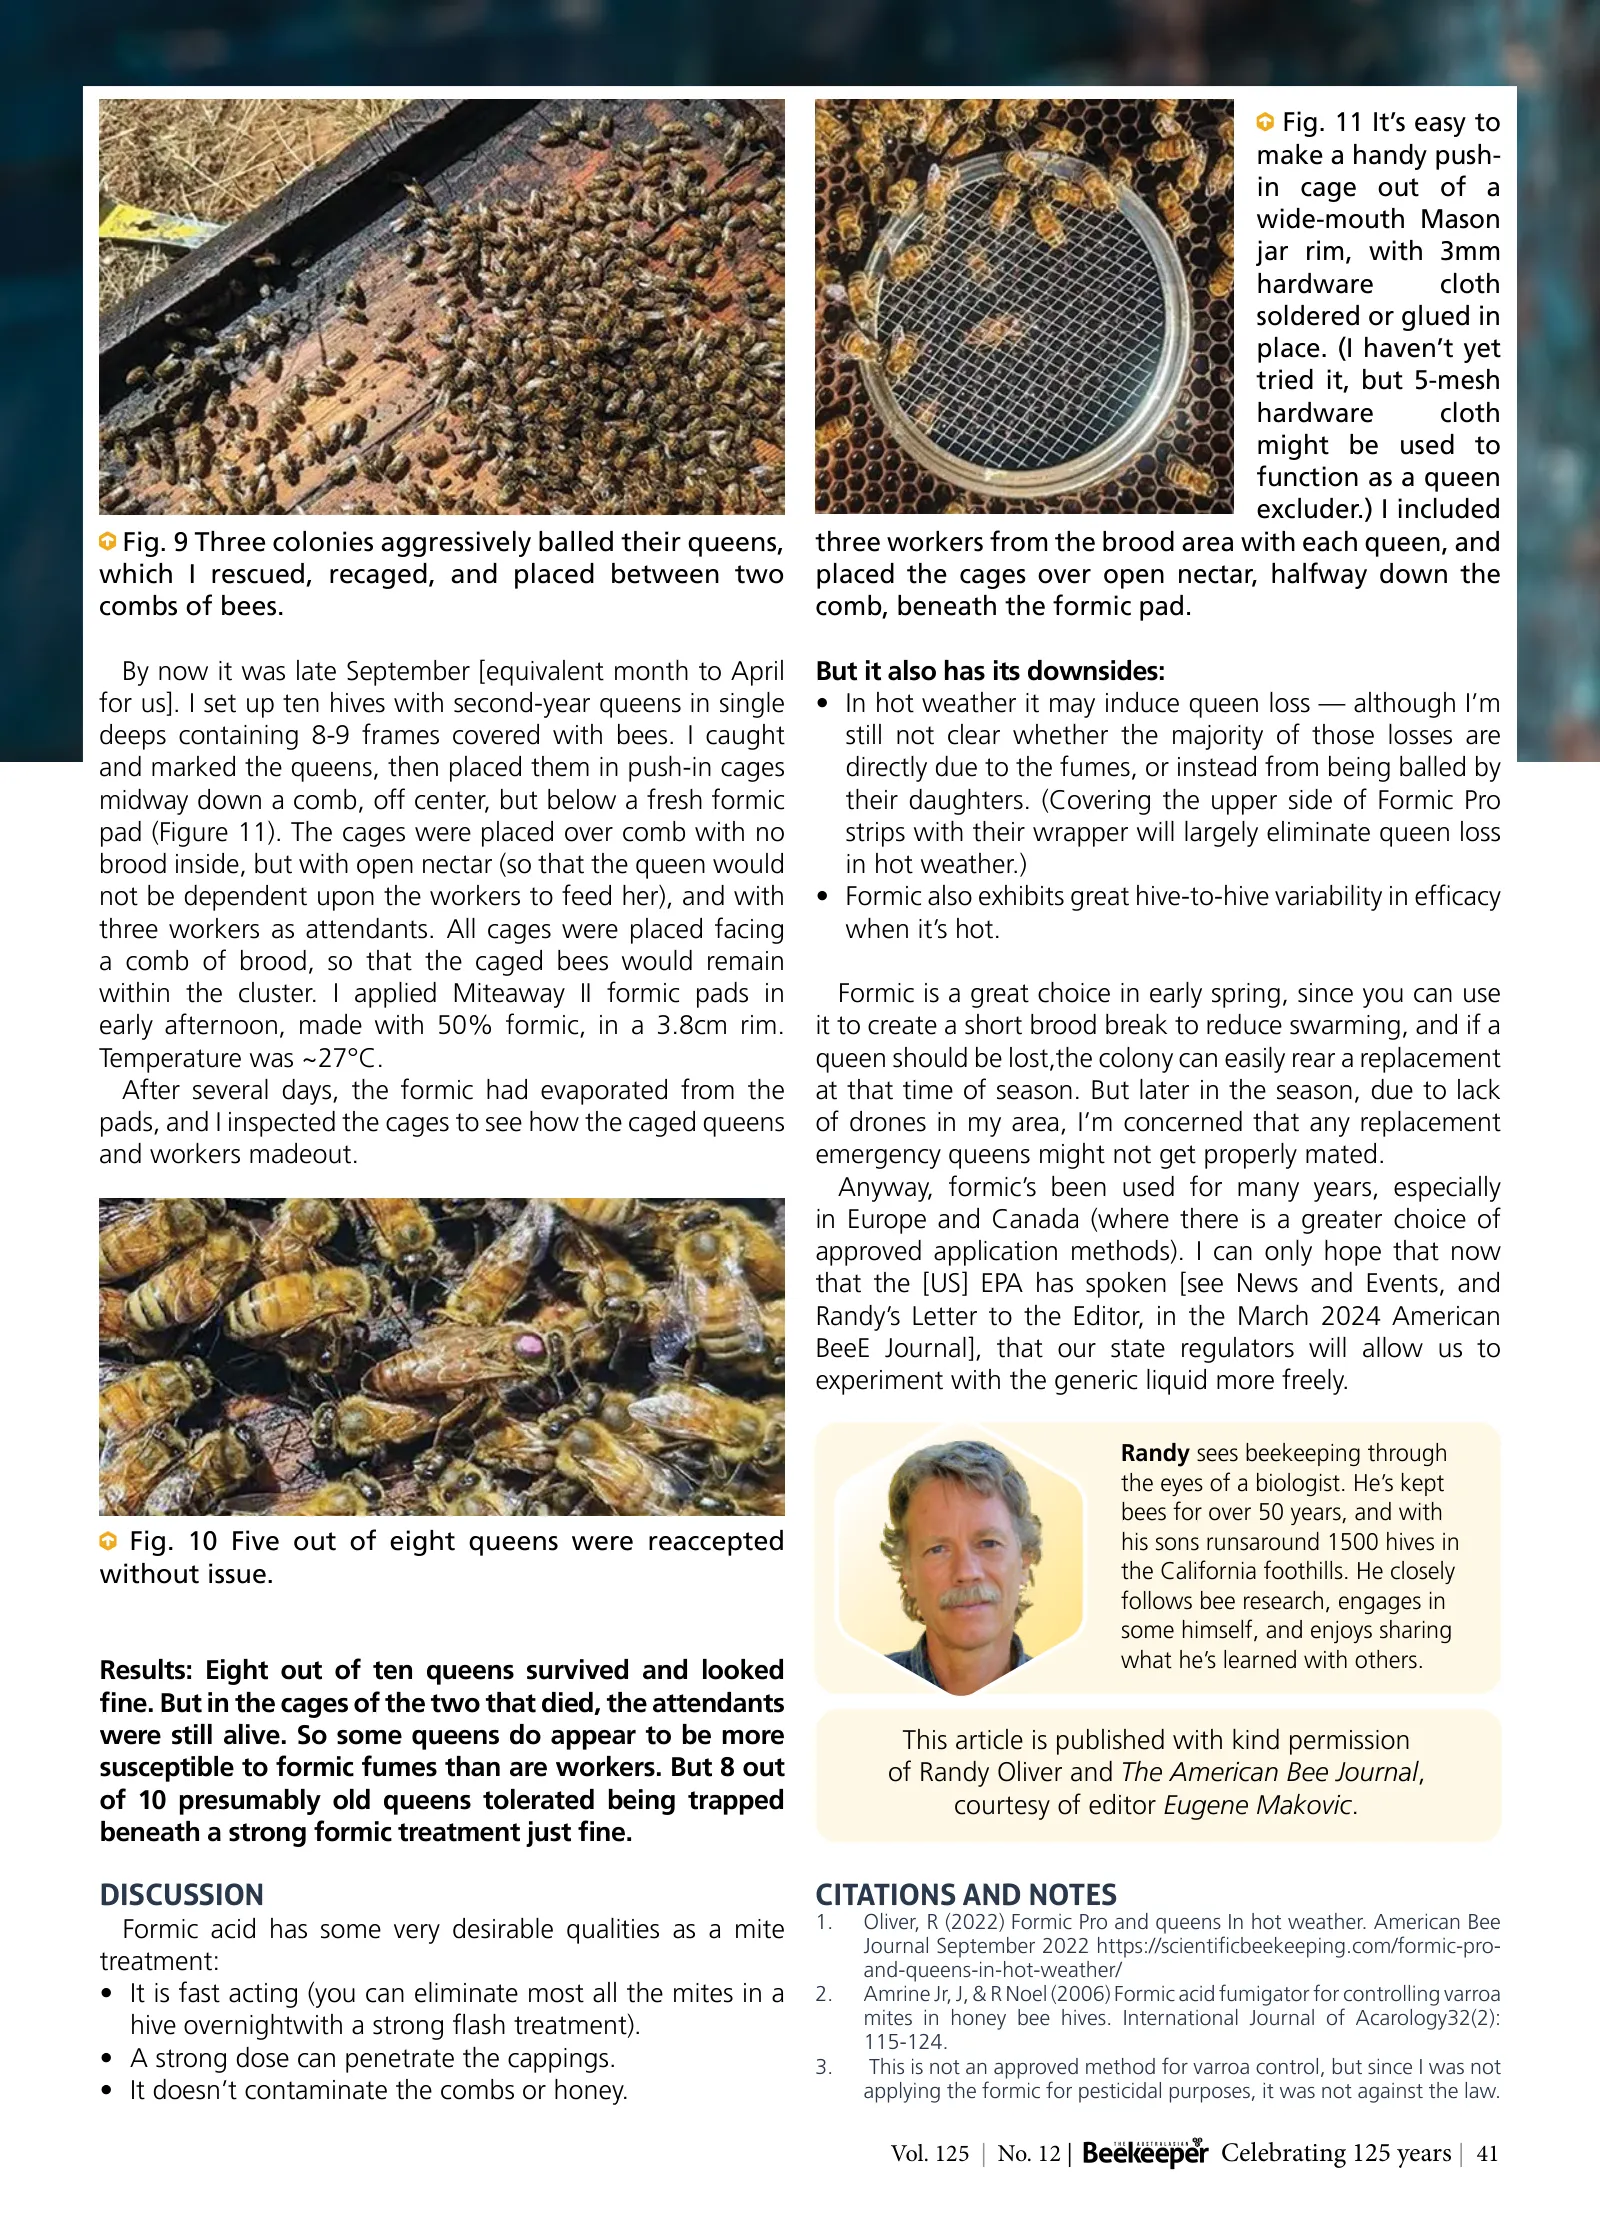 Fig. 9 Three colonies aggressively balled their queens,
which I rescued, recaged, and placed between two
combs of bees.
By now it was late September [equivalent month to April
for us]. I set up ten hives with second-year queens in single
deeps containing 8-9 frames covered with bees. I caught
and marked the queens, then placed them in push-in cages
midway down a comb, off center, but below a fresh formic
pad (Figure 11). The cages were placed over comb with no
brood inside, but with open nectar (so that the queen would
not be dependent upon the workers to feed her), and with
three workers as attendants. All cages were placed facing
a comb of brood, so that the caged bees would remain
within the cluster. I applied Miteaway II formic pads in
early afternoon, made with 50% formic, in a 3.8cm rim.
Temperature was ~27°C.
After several days, the formic had evaporated from the
pads, and I inspected the cages to see how the caged queens
and workers madeout.
Fig. 10 Five out of eight queens were reaccepted
without issue.
Results: Eight out of ten queens survived and looked
fine. But in the cages of the two that died, the attendants
were still alive. So some queens do appear to be more
susceptible to formic fumes than are workers. But 8 out
of 10 presumably old queens tolerated being trapped
beneath a strong formic treatment just fine.
DISCUSSION
Formic acid has some very desirable qualities as a mite
treatment:
• It is fast acting (you can eliminate most all the mites in a
hive overnightwith a strong flash treatment).
• A strong dose can penetrate the cappings.
• It doesn't contaminate the combs or honey.
Fig. 11 It's easy to
make a handy push-
in cage out of a
wide-mouth Mason
jar rim, with 3mm
hardware cloth
soldered or glued in
place. (I haven't yet
tried it, but 5-mesh
hardware cloth
might be used to
function as a queen
excluder.) I included
three workers from the brood area with each queen, and
placed the cages over open nectar, halfway down the
comb, beneath the formic pad.
But it also has its downsides:
• In hot weather it may induce queen loss — although I'm
still not clear whether the majority of those losses are
directly due to the fumes, or instead from being balled by
their daughters. (Covering the upper side of Formic Pro
strips with their wrapper will largely eliminate queen loss
in hot weather.)
• Formic also exhibits great hive-to-hive variability in efficacy
when it's hot.
Formic is a great choice in early spring, since you can use
it to create a short brood break to reduce swarming, and if a
queen should be lost,the colony can easily rear a replacement
at that time of season. But later in the season, due to lack
of drones in my area, I'm concerned that any replacement
emergency queens might not get properly mated.
Anyway, formic's been used for many years, especially
in Europe and Canada (where there is a greater choice of
approved application methods). I can only hope that now
that the [US] EPA has spoken [see News and Events, and
Randy's Letter to the Editor, in the March 2024 American
BeeE Journal], that our state regulators will allow us to
experiment with the generic liquid more freely.
Randy sees beekeeping through
the eyes of a biologist. He's kept
bees for over 50 years, and with
his sons runsaround 1500 hives in
the California foothills. He closely
follows bee research, engages in
some himself, and enjoys sharing
what he's learned with others.
This article is published with kind permission
of Randy Oliver and The American Bee Journal,
courtesy of editor Eugene Makovic.
CITATIONS AND NOTES
1. Oliver, R (2022) Formic Pro and queens In hot weather. American Bee
Journal September 2022 https://scientificbeekeeping.com/formic-pro-
and-queens-in-hot-weather/
2. Amrine Jr, J, & R Noel (2006) Formic acid fumigator for controlling varroa
mites in honey bee hives. International Journal of Acarology32(2):
115-124.
3. This is not an approved method for varroa control, but since I was not
applying the formic for pesticidal purposes, it was not against the law.
Vol. 125 | No. 12 | THE AUSTRALASIAN Beekeeper Celebrating 125 years | 41